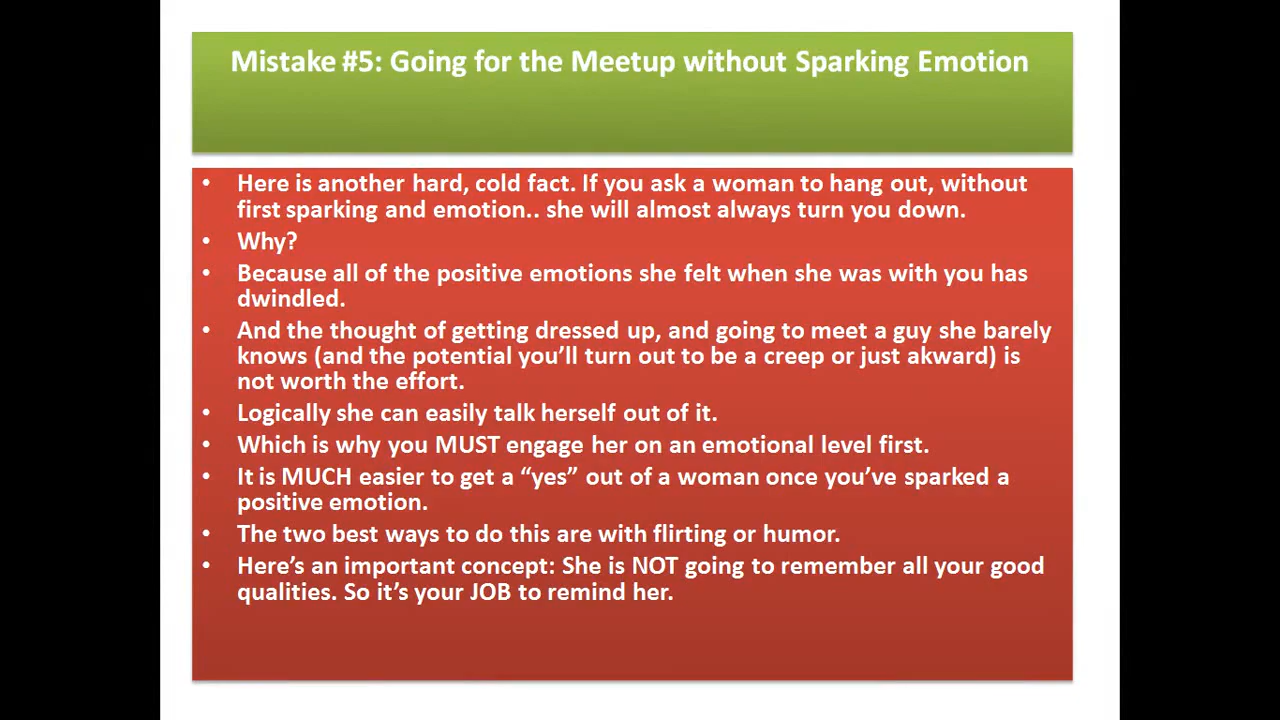 Mistake #5: Going for the Meetup without Sparking Emotion
• Here is another hard, cold fact. If you ask a woman to hang out, without
first sparking and emotion.. she will almost always turn you down.
• Why?
• Because all of the positive emotions she felt when she was with you has
dwindled.
• And the thought of getting dressed up, and going to meet a guy she barely
knows (and the potential you’ll turn out to be a creep or just akward) is
not worth the effort.
• Logically she can easily talk herself out of it.
• Which is why you MUST engage her on an emotional level first.
• It is MUCH easier to get a “yes” out of a woman once you’ve sparked a
positive emotion.
• The two best ways to do this are with flirting or humor.
• Here’s an important concept: She is NOT going to remember all your good
qualities. So it’s your JOB to remind her.